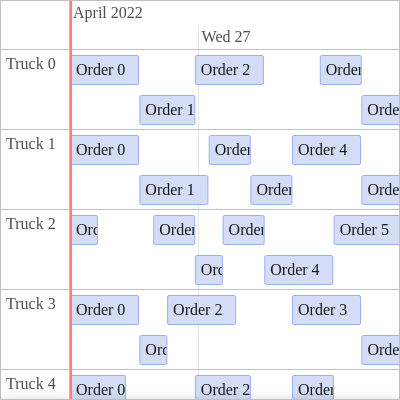 April 2022
Wed 27
Truck 0
Order 0
Order 2
Order 1
Truck 1
Order 0
Order 4
Order 1
Truck 2
Order 5
Order 4
Truck 3
Order 0
Order 2
Order 3
Truck 4
Order 0
Order 2